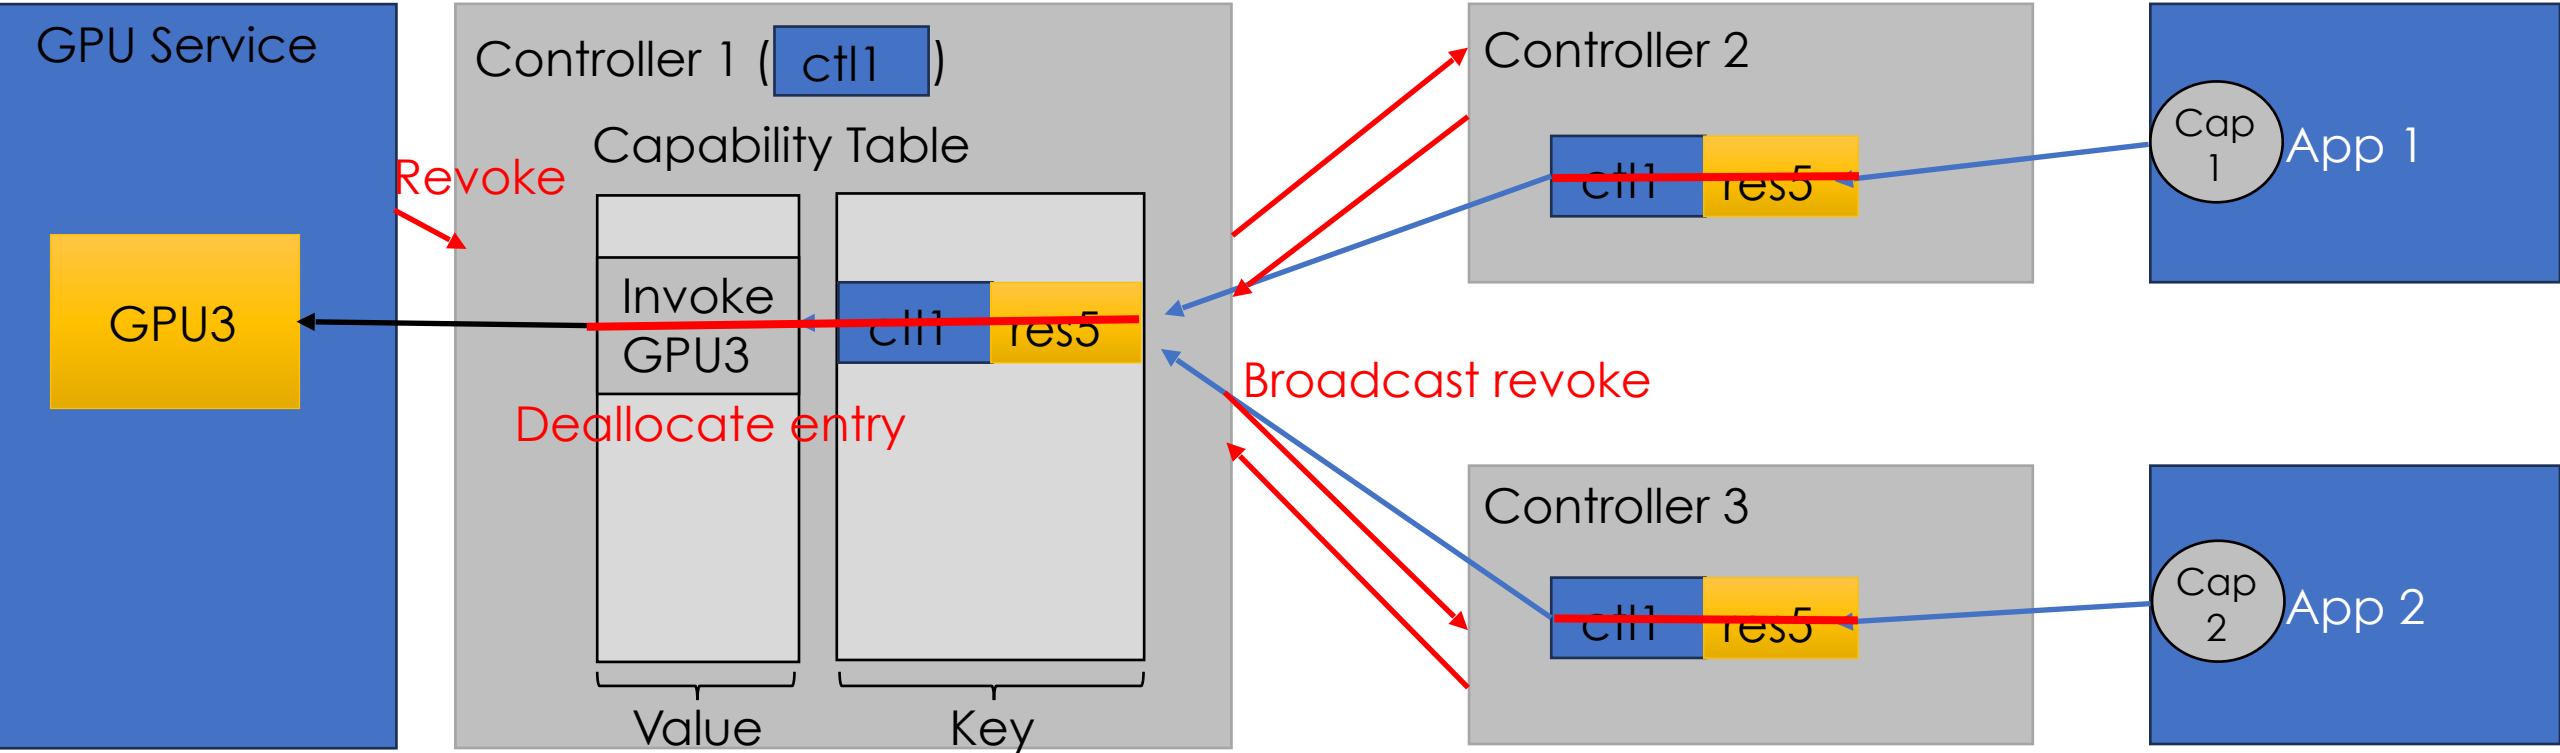 GPU Service
GPU3
Revoke
Controller 1 ( ctl1 )
Capability Table
Invoke
GPU3
ctl1 res5
Deallocate entry
Value
Key
Broadcast revoke
Controller 2
ctl1 res5
Cap
1
App 1
Controller 3
ctl1 res5
Cap
2
App 2